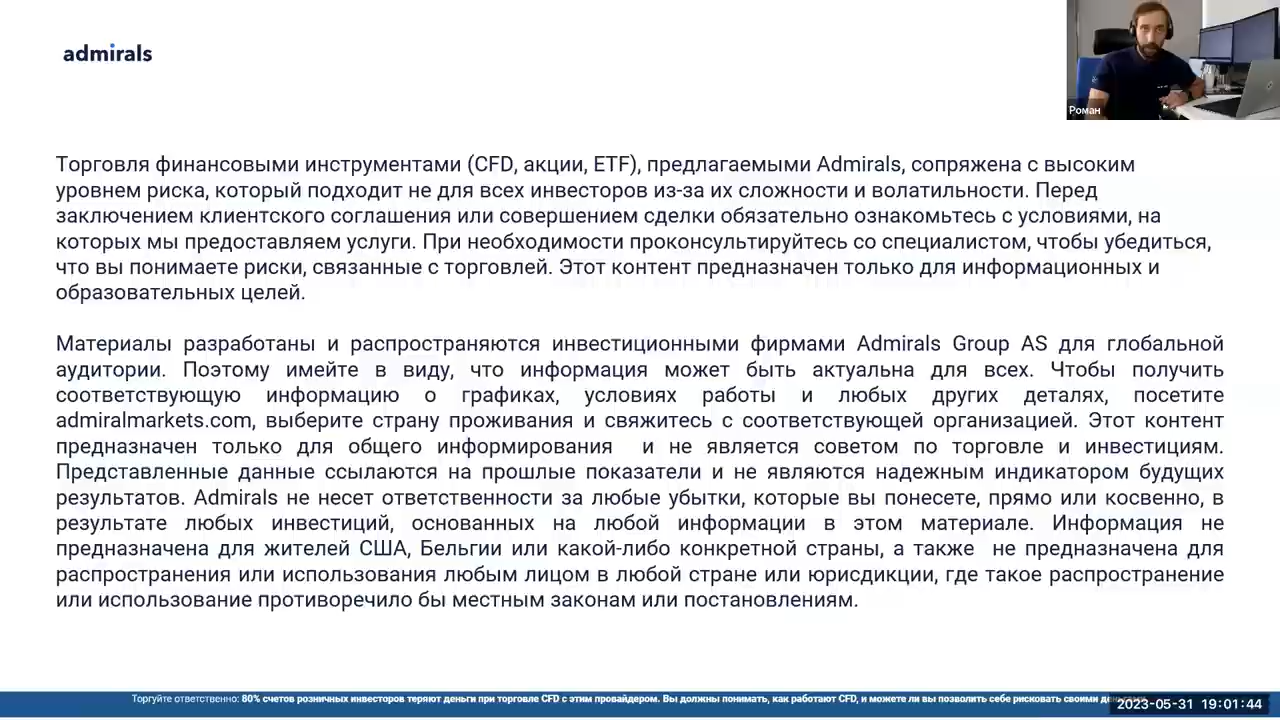 admirals
Роман
Торговля финансовыми инструментами (CFD, акции, ETF), предлагаемыми Admirals, сопряжена с высоким
уровнем риска, который подходит не для всех инвесторов из-за их сложности и волатильности. Перед
заключением клиентского соглашения или совершением сделки обязательно ознакомьтесь с условиями, на
которых мы предоставляем услуги. При необходимости проконсультируйтесь со специалистом, чтобы убедиться,
что вы понимаете риски, связанные с торговлей. Этот контент предназначен только для информационных и
образовательных целей.
Материалы разработаны и распространяются инвестиционными фирмами Admirals Group AS для глобальной
аудитории. Поэтому имейте в виду, что информация может быть актуальна для всех. Чтобы получить
соответствующую информацию о графиках, условиях работы и любых других деталях, посетите
admiralmarkets.com, выберите страну проживания и свяжитесь с соответствующей организацией. Этот контент
предназначен только для общего информирования и не является советом по торговле и инвестициям.
Представленные данные ссылаются на прошлые показатели и не являются надежным индикатором будущих
результатов. Admirals не несет ответственности за любые убытки, которые вы понесете, прямо или косвенно, в
результате любых инвестиций, основанных на любой информации в этом материале. Информация не
предназначена для жителей США, Бельгии или какой-либо конкретной страны, а также не предназначена для
распространения или использования любым лицом в любой стране или юрисдикции, где такое распространение
или использование противоречило бы местным законам или постановлениям.
Торгуйте ответственно: 80% счетов розничных инвесторов теряют деньги при торговле CFD с этим провайдером. Вы должны понимать, как работают CFD, и можете ли вы позволить себе рисковать своими
2023-05-31 19:01:44